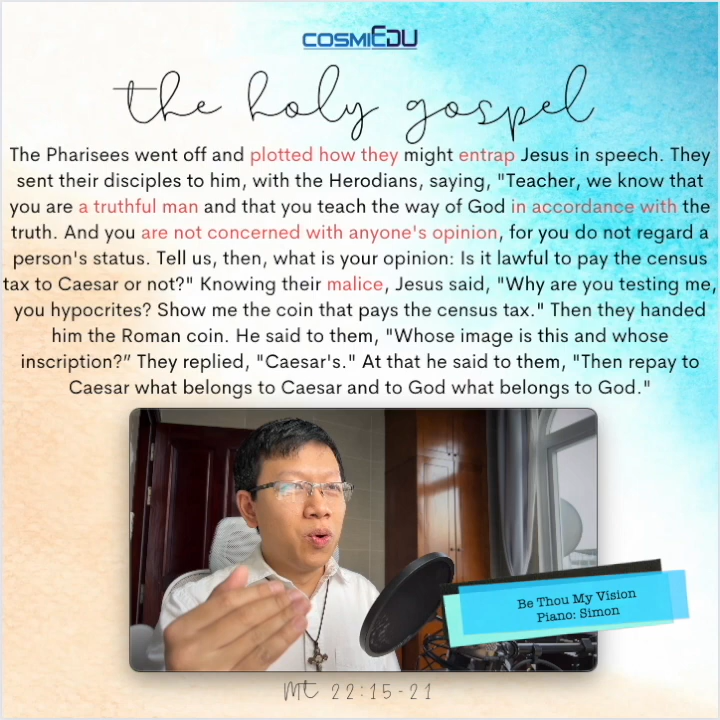 COSMIEDU
the holy gospel
The Pharisees went off and plotted how they might entrap Jesus in speech. They
sent their disciples to him, with the Herodians, saying, "Teacher, we know that
you are a truthful man and that you teach the way of God in accordance with the
truth. And you are not concerned with anyone's opinion, for you do not regard a
person's status. Tell us, then, what is your opinion: Is it lawful to pay the census
tax to Caesar or not?" Knowing their malice, Jesus said, "Why are you testing me,
you hypocrites? Show me the coin that pays the census tax." Then they handed
him the Roman coin. He said to them, "Whose image is this and whose
inscription?” They replied, "Caesar's." At that he said to them, "Then repay to
Caesar what belongs to Caesar and to God what belongs to God."
Be Thou My Vision
Piano: Simon
Mt 22:15-21